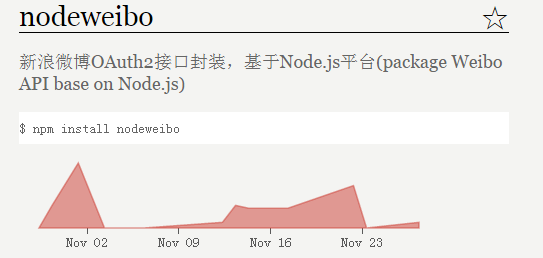 nodeweibo
新浪微博OAuth2接口封装，基于Node.js平台(package Weibo
API base on Node.js)
$ npm install nodeweibo
Nov 02 Nov 09 Nov 16 Nov 23